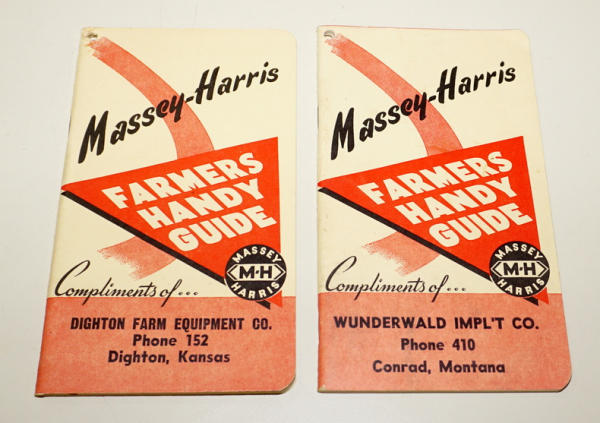 Massey-Harris
FARMERS
HANDY
GUIDE
MASSEY
M-H
HARRIS
Compliments of...
DIGHTON FARM EQUIPMENT CO.
Phone 152
Dighton, Kansas
Massey-Harris
FARMERS
HANDY
GUIDE
MASSEY
M-H
HARRIS
Compliments of...
WUNDERWALD IMPL'T CO.
Phone 410
Conrad, Montana